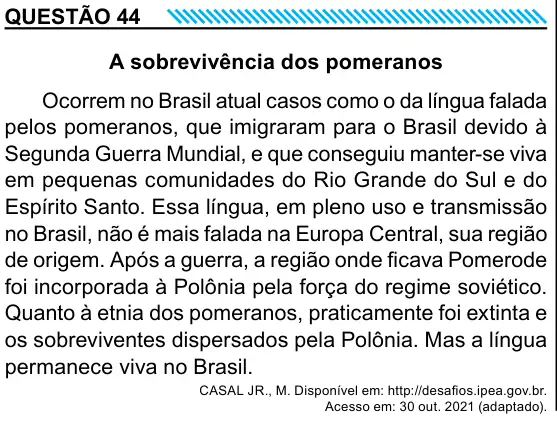 QUESTÃO 44
A sobrevivência dos pomeranos
Ocorrem no Brasil atual casos como o da língua falada
pelos pomeranos, que imigraram para o Brasil devido à
Segunda Guerra Mundial, e que conseguiu manter-se viva
em pequenas comunidades do Rio Grande do Sul e do
Espírito Santo. Essa língua, em pleno uso e transmissão
no Brasil, não é mais falada na Europa Central, sua região
de origem. Após a guerra, a região onde ficava Pomerode
foi incorporada à Polônia pela força do regime soviético.
Quanto à etnia dos pomeranos, praticamente foi extinta e
os sobreviventes dispersados pela Polônia. Mas a língua
permanece viva no Brasil.
CASAL JR., M. Disponível em: http://desafios.ipea.gov.br.
Acesso em: 30 out. 2021 (adaptado).